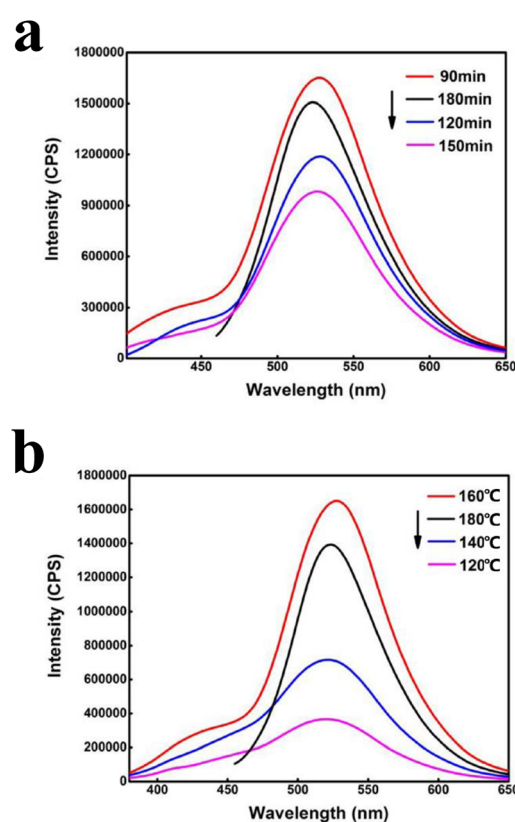 a
1800000
1500000
1200000
900000
600000
300000
0
Intensity (CPS)
90min
180min
120min
150min
450 500 550 600 650
Wavelength (nm)
b
1800000
1600000
1400000
1200000
1000000
800000
600000
400000
200000
0
Intensity (CPS)
160℃
180℃
140℃
120℃
400 450 500 550 600 650
Wavelength (nm)